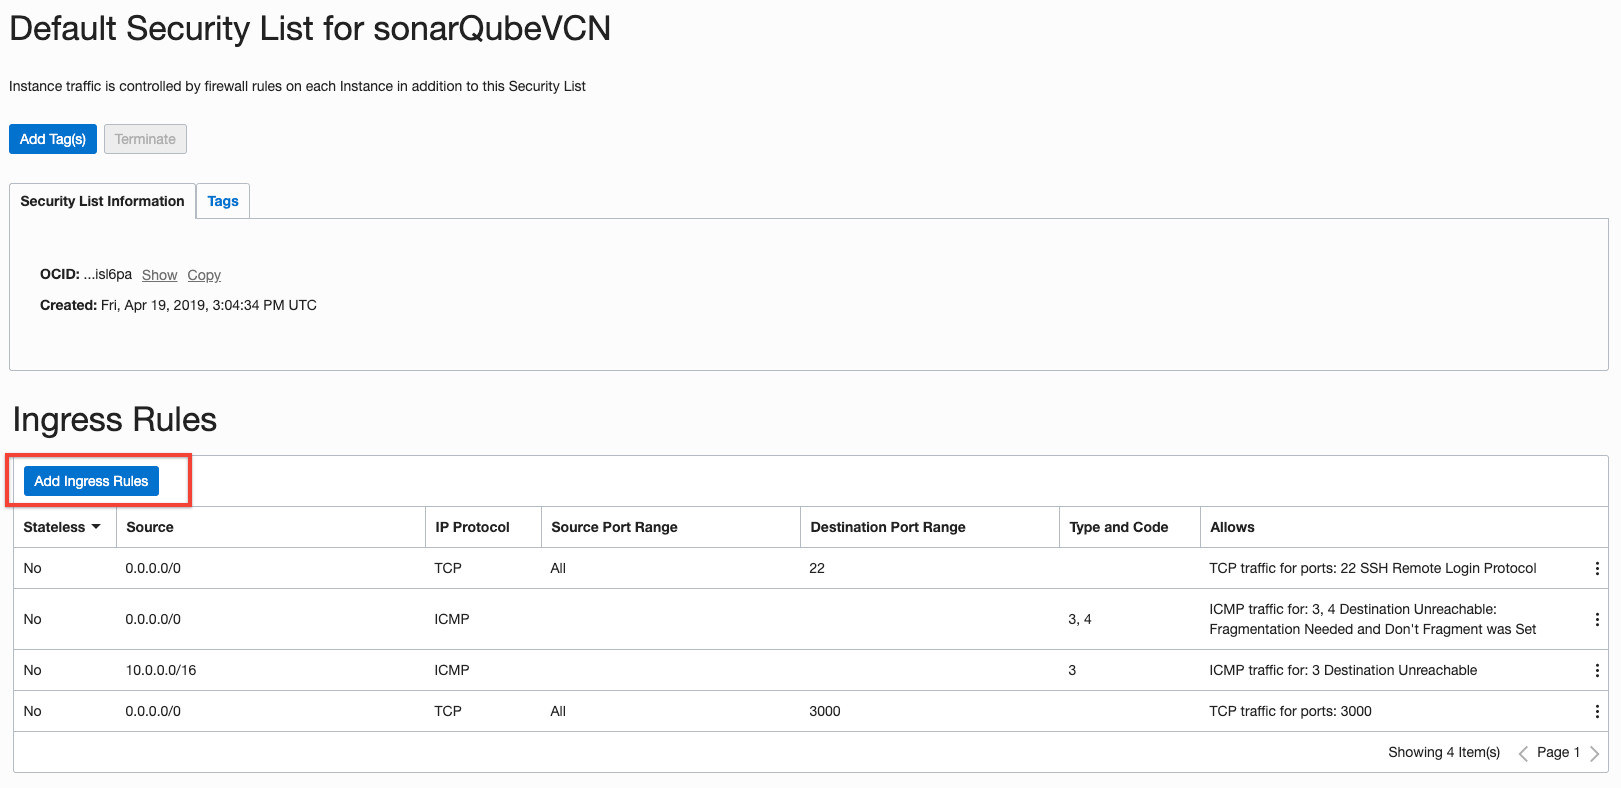 Default Security List for sonarQubeVCN
Instance traffic is controlled by firewall rules on each Instance in addition to this Security List
Add Tag(s) Terminate
Security List Information Tags
OCID: ...isl6pa Show Copy
Created: Fri, Apr 19, 2019, 3:04:34 PM UTC
Ingress Rules
Add Ingress Rules
Stateless Source IP Protocol Source Port Range Destination Port Range Type and Code Allows
No 0.0.0.0/0 TCP All 22 TCP traffic for ports: 22 SSH Remote Login Protocol
No 0.0.0.0/0 ICMP 3, 4 ICMP traffic for: 3, 4 Destination Unreachable:
Fragmentation Needed and Don't Fragment was Set
No 10.0.0.0/16 ICMP 3 ICMP traffic for: 3 Destination Unreachable
No 0.0.0.0/0 TCP All 3000 TCP traffic for ports: 3000
Showing 4 Item(s) Page 1